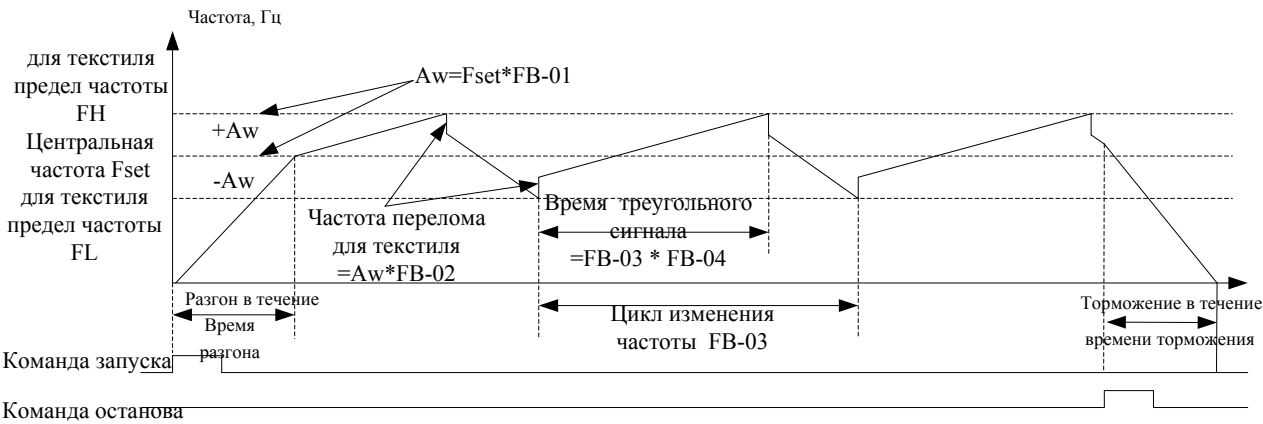 Частота, Гц
для текстиля
предел частоты
FH
Aw=Fset*FB-01
+Aw
Центральная
частота Fset
-Aw
для текстиля
предел частоты
FL
Частота перелома
для текстиля
=Aw*FB-02
Время треугольного
сигнала
=FB-03 * FB-04
Разгон в течение
Время
разгона
Цикл изменения
частоты FB-03
Торможение в течение
времени торможения
Команда запуска
Команда останова